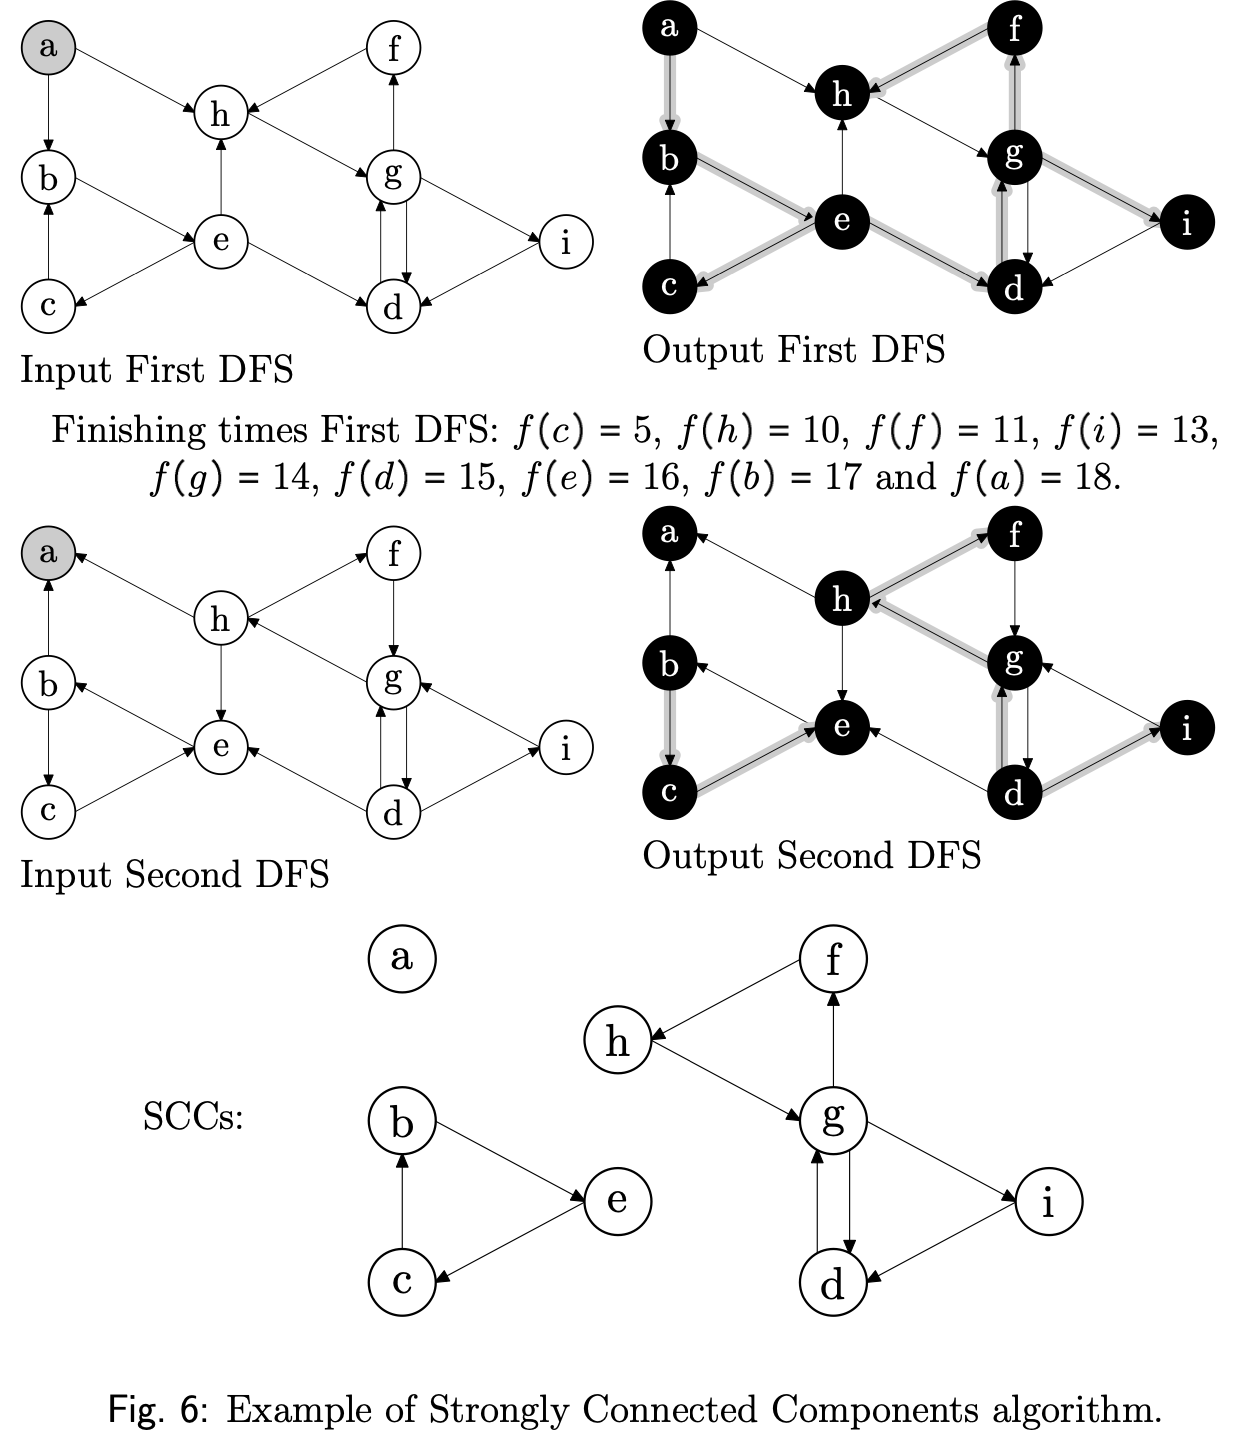 a f a f
h h
b g b g
e i e i
c d c d
Input First DFS Output First DFS
Finishing times First DFS: f(c) = 5, f(h) = 10, f(f) = 11, f(i) = 13,
f(g) = 14, f(d) = 15, f(e) = 16, f(b) = 17 and f(a) = 18.
a f a f
h h
b g b g
e i e i
c d c d
Input Second DFS Output Second DFS
a f
h
SCCs: b g
e i
c d
Fig. 6: Example of Strongly Connected Components algorithm.